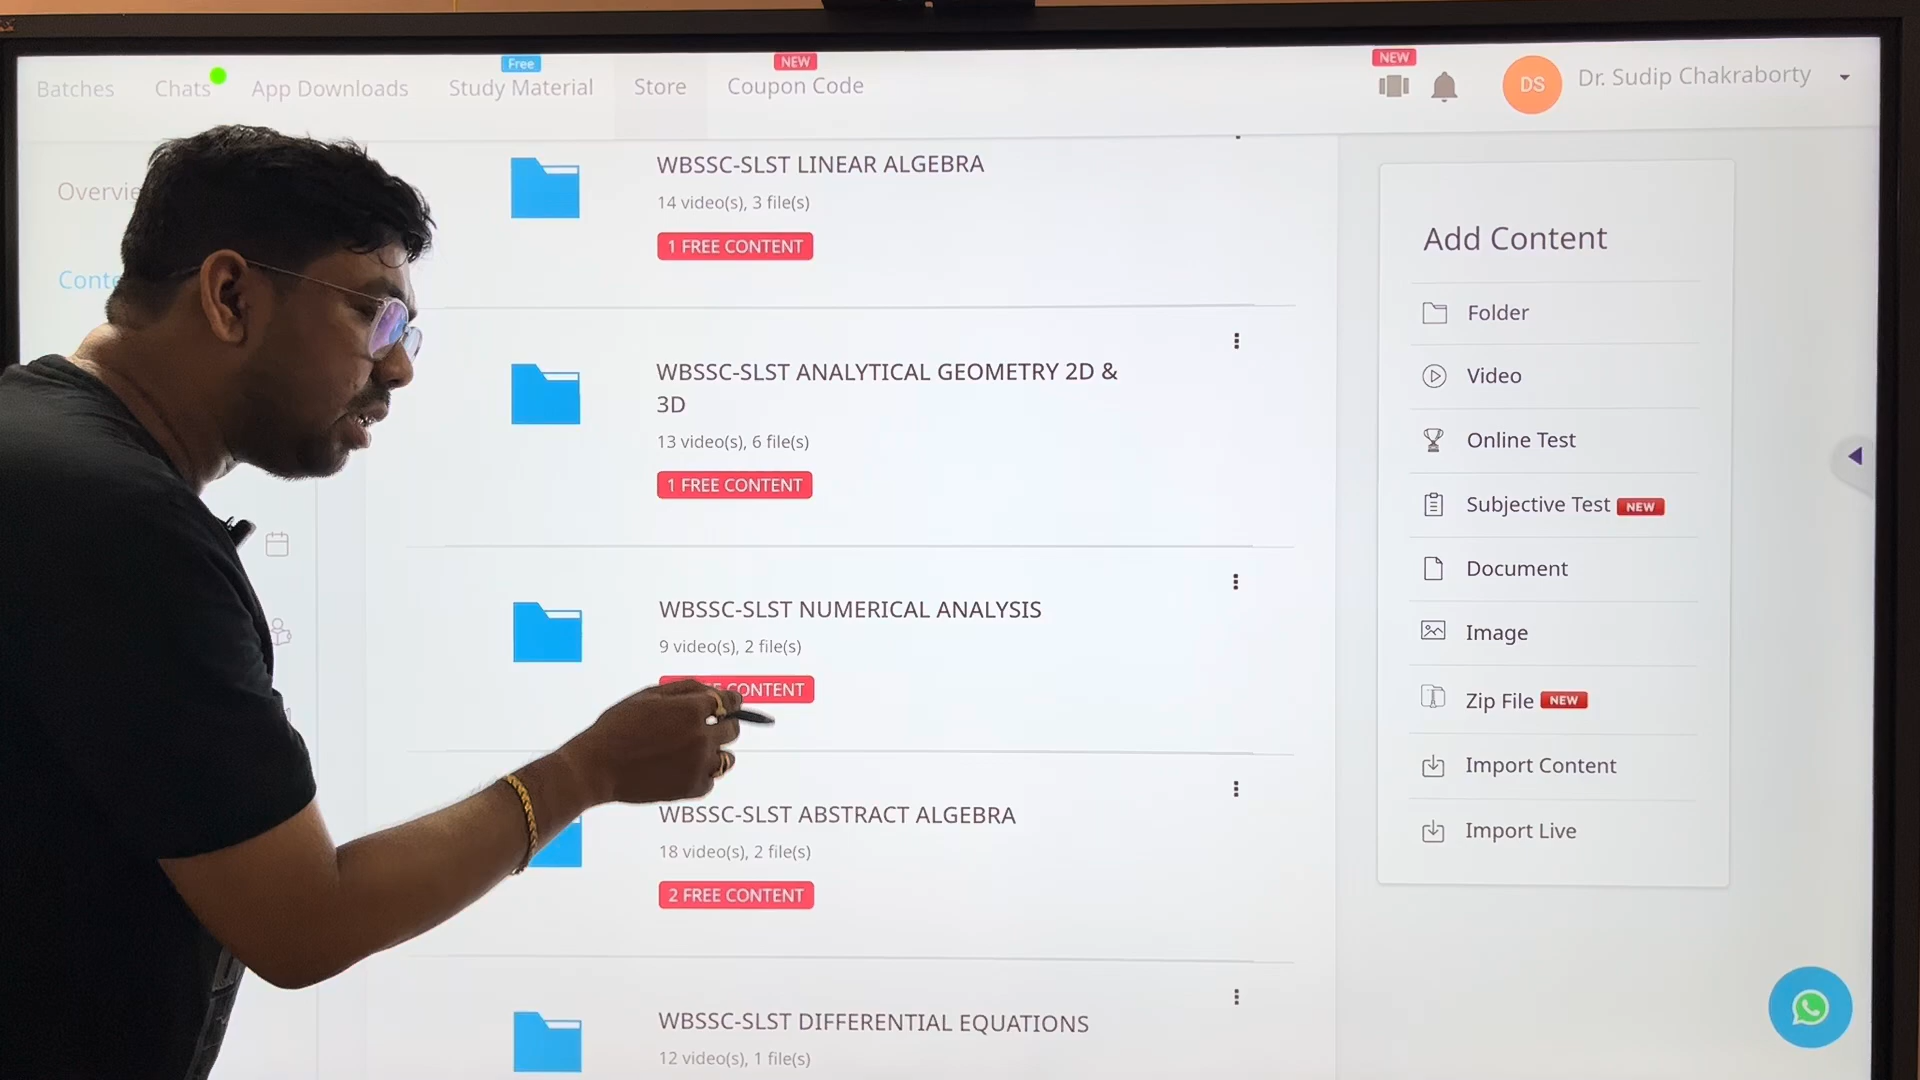 Free
NEW
NEW
Batches
Chats
App Downloads
Study Material
Store
Coupon Code
DS
Dr. Sudip Chakraborty
WBSSC-SLST LINEAR ALGEBRA
14 video(s), 3 file(s)
1 FREE CONTENT
WBSSC-SLST ANALYTICAL GEOMETRY 2D &
3D
13 video(s), 6 file(s)
1 FREE CONTENT
WBSSC-SLST NUMERICAL ANALYSIS
9 video(s), 2 file(s)
CONTENT
WBSSC-SLST ABSTRACT ALGEBRA
18 video(s), 2 file(s)
2 FREE CONTENT
WBSSC-SLST DIFFERENTIAL EQUATIONS
12 video(s), 1 file(s)
Add Content
Folder
Video
Online Test
Subjective Test NEW
Document
Image
Zip File NEW
Import Content
Import Live